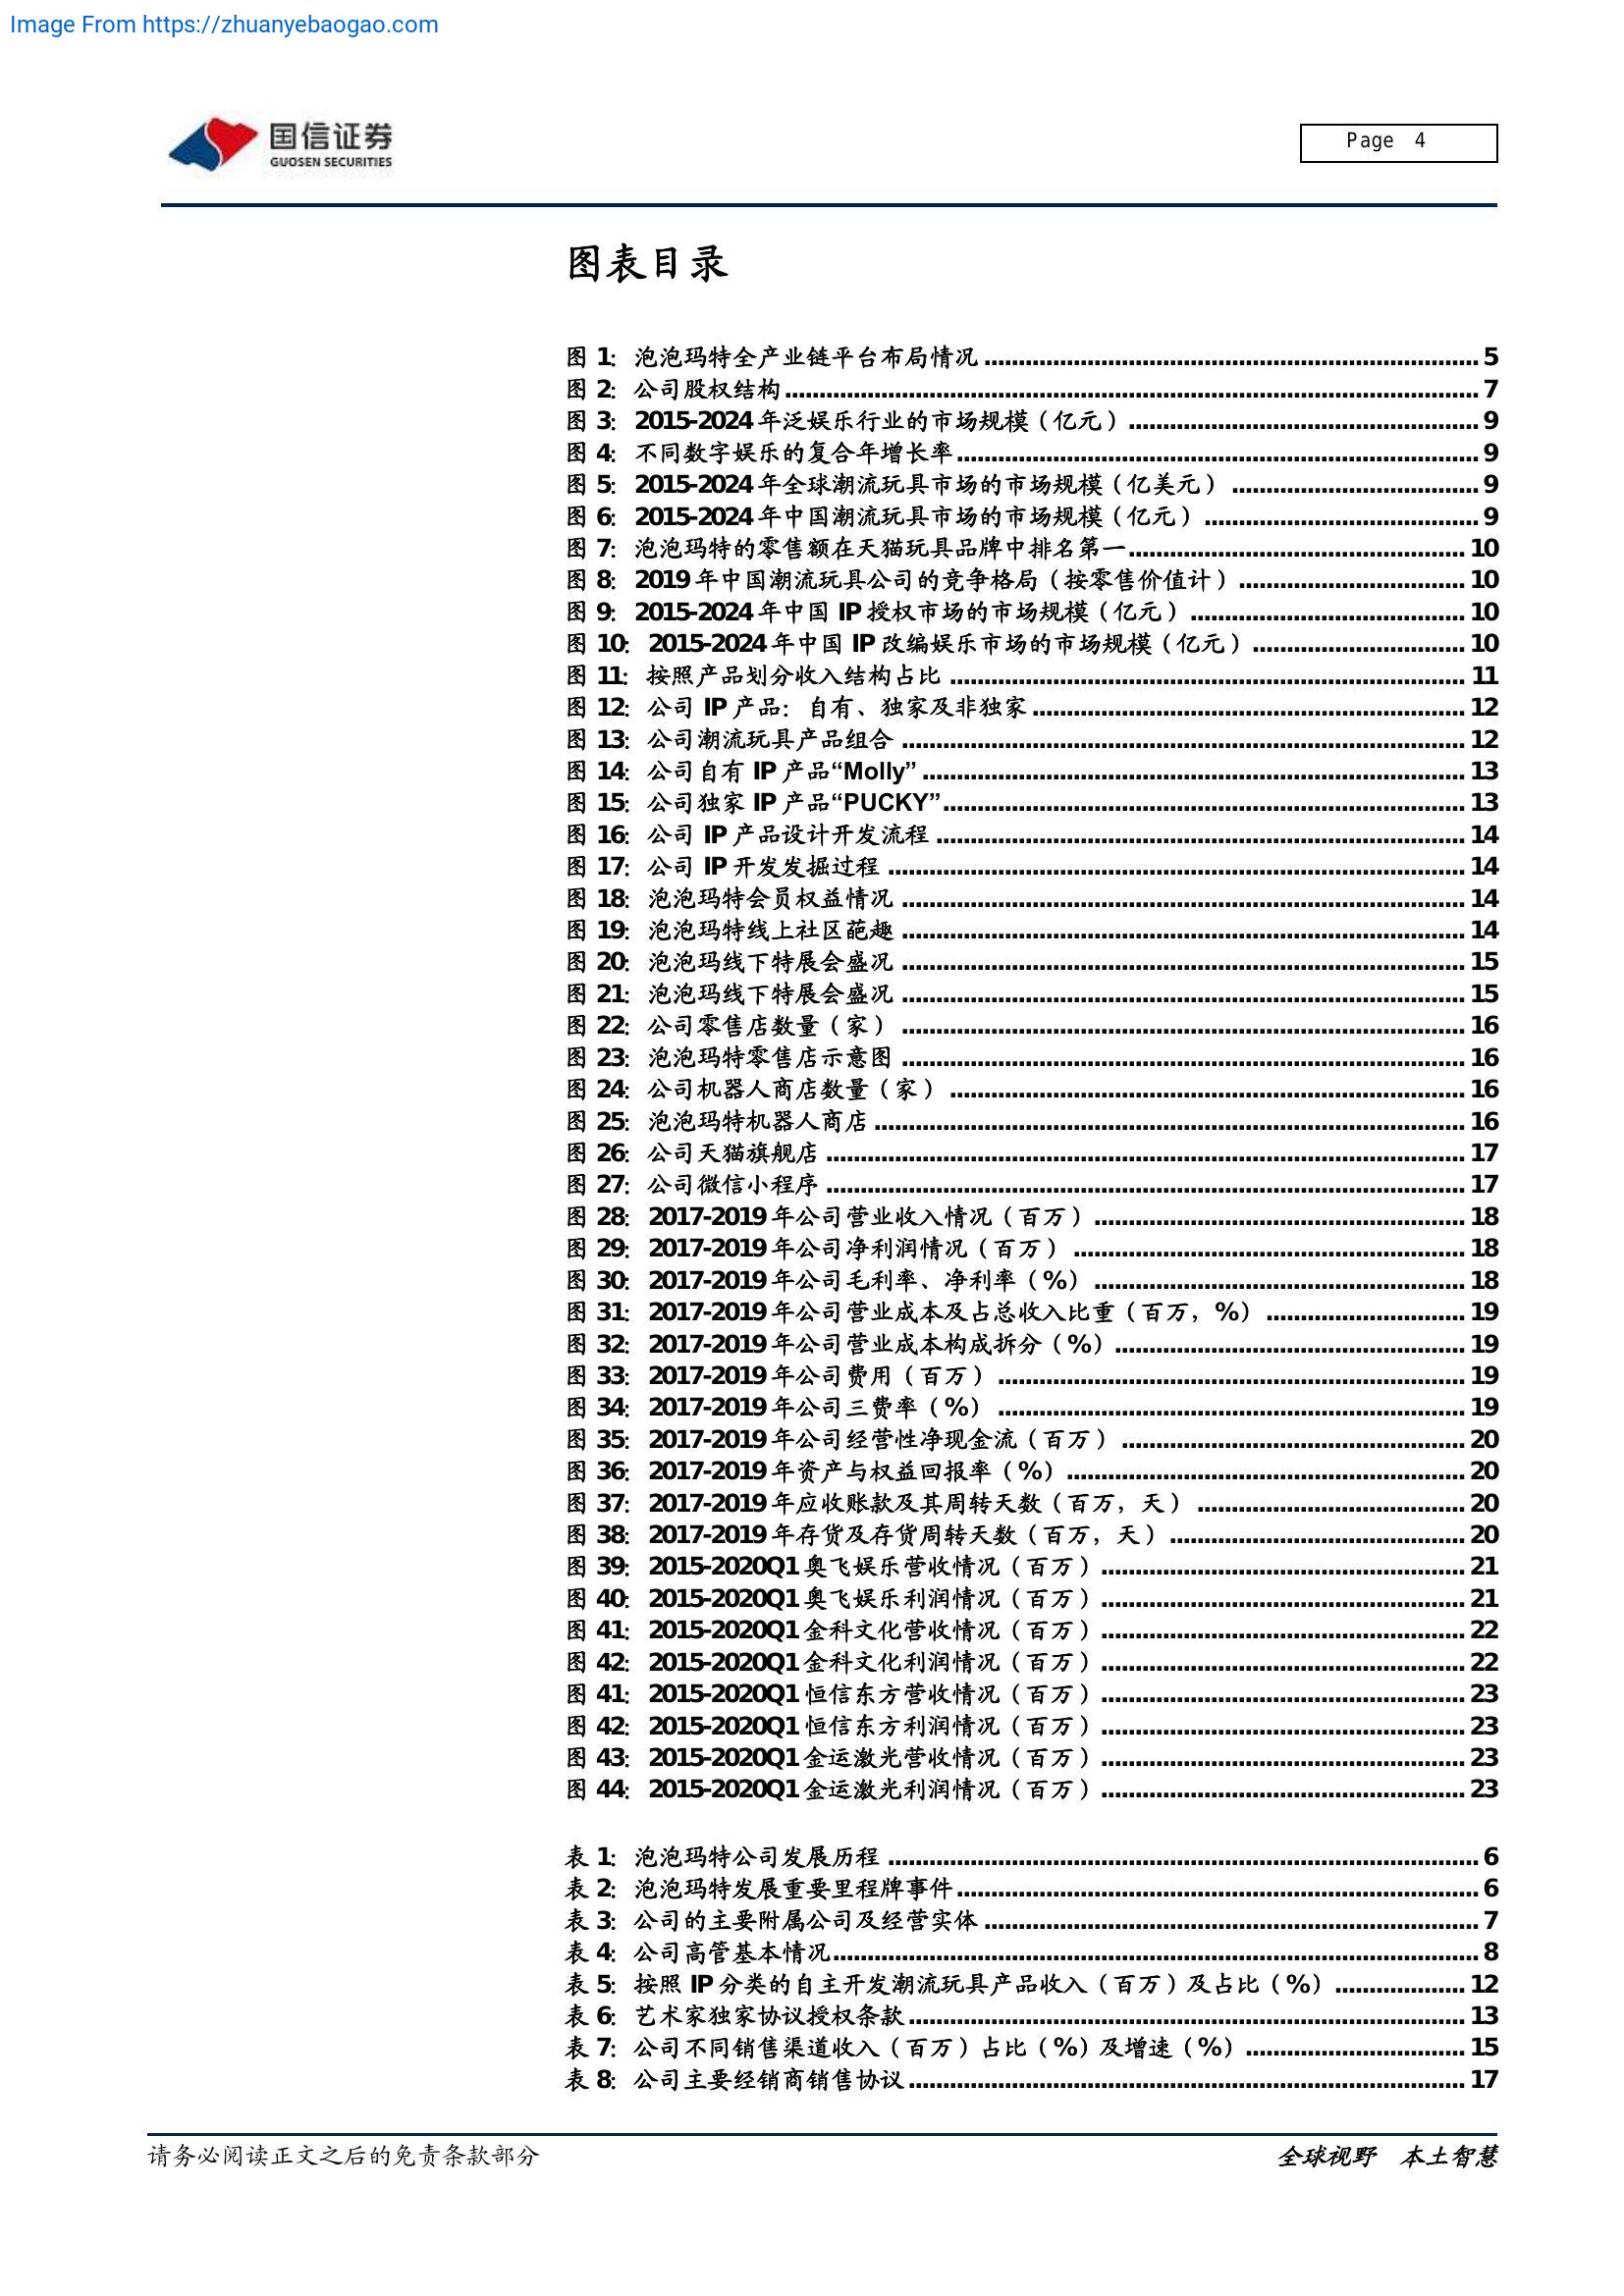 Image From https://zhuanyebaogao.com
国信证券
GUOSEN SECURITIES
Page 4
图表目录
图 1: 泡泡玛特全产业链平台布局情况 5
图 2: 公司股权结构 7
图 3: 2015-2024 年泛娱乐行业的市场规模（亿元） 9
图 4: 不同数字娱乐的复合年增长率 9
图 5: 2015-2024 年全球潮流玩具市场的市场规模（亿美元） 9
图 6: 2015-2024 年中国潮流玩具市场的市场规模（亿元） 9
图 7: 泡泡玛特的零售额在天猫玩具品牌中排名第一 10
图 8: 2019 年中国潮流玩具公司的竞争格局（按零售价值计） 10
图 9: 2015-2024 年中国 IP 授权市场的市场规模（亿元） 10
图 10: 2015-2024 年中国 IP 改编娱乐市场的市场规模（亿元） 10
图 11: 按照产品划分收入结构占比 11
图 12: 公司 IP 产品：自有、独家及非独家 12
图 13: 公司潮流玩具产品组合 12
图 14: 公司自有 IP 产品“Molly” 13
图 15: 公司独家 IP 产品“PUCKY” 13
图 16: 公司 IP 产品设计开发流程 14
图 17: 公司 IP 开发发掘过程 14
图 18: 泡泡玛特会员权益情况 14
图 19: 泡泡玛特线上社区葩趣 14
图 20: 泡泡玛线下特展会盛况 15
图 21: 泡泡玛线下特展会盛况 15
图 22: 公司零售店数量（家） 16
图 23: 泡泡玛特零售店示意图 16
图 24: 公司机器人商店数量（家） 16
图 25: 泡泡玛特机器人商店 16
图 26: 公司天猫旗舰店 17
图 27: 公司微信小程序 17
图 28: 2017-2019 年公司营业收入情况（百万） 18
图 29: 2017-2019 年公司净利润情况（百万） 18
图 30: 2017-2019 年公司毛利率、净利率（%） 18
图 31: 2017-2019 年公司营业成本及占总收入比重（百万，%） 19
图 32: 2017-2019 年公司营业成本构成拆分（%） 19
图 33: 2017-2019 年公司费用（百万） 19
图 34: 2017-2019 年公司三费率（%） 19
图 35: 2017-2019 年公司经营性净现金流（百万） 20
图 36: 2017-2019 年资产与权益回报率（%） 20
图 37: 2017-2019 年应收账款及其周转天数（百万，天） 20
图 38: 2017-2019 年存货及存货周转天数（百万，天） 20
图 39: 2015-2020Q1 奥飞娱乐营收情况（百万） 21
图 40: 2015-2020Q1 奥飞娱乐利润情况（百万） 21
图 41: 2015-2020Q1 金科文化营收情况（百万） 22
图 42: 2015-2020Q1 金科文化利润情况（百万） 22
图 41: 2015-2020Q1 恒信东方营收情况（百万） 23
图 42: 2015-2020Q1 恒信东方利润情况（百万） 23
图 43: 2015-2020Q1 金运激光营收情况（百万） 23
图 44: 2015-2020Q1 金运激光利润情况（百万） 23
表 1: 泡泡玛特公司发展历程 6
表 2: 泡泡玛特发展重要里程牌事件 6
表 3: 公司的主要附属公司及经营实体 7
表 4: 公司高管基本情况 8
表 5: 按照 IP 分类的自主开发潮流玩具产品收入（百万）及占比（%） 12
表 6: 艺术家独家协议授权条款 13
表 7: 公司不同销售渠道收入（百万）占比（%）及增速（%） 15
表 8: 公司主要经销商销售协议 17
请务必阅读正文之后的免责条款部分
全球视野 本土智慧